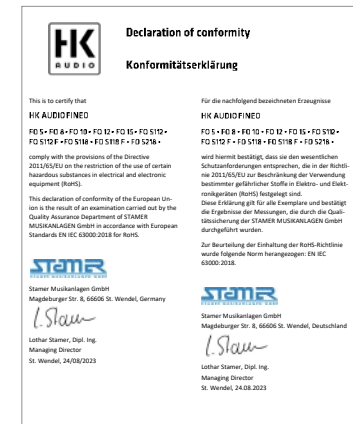 HK
AUDIO
Declaration of conformity
Konformitätserklärung
This is to certify that
HK AUDIO FINEO
FO 5 • FO 8 • FO 10 • FO 12 • FO 15 • FO S112 •
FO S112 F • FO S118 • FO S118 F • FO S218 •
comply with the provisions of the Directive
2011/65/EU on the restriction of the use of certain
hazardous substances in electrical and electronic
equipment (RoHS).
This declaration of conformity of the European Un-
ion is the result of an examination carried out by the
Quality Assurance Department of STAMER
MUSIKANLAGEN GmbH in accordance with European
Standards EN IEC 63000:2018 for RoHS.
STAMER
Stamer Musikanlagen GmbH
Magdeburger Str. 8, 66606 St. Wendel, Germany
L. Stamer
Lothar Stamer, Dipl. Ing.
Managing Director
St. Wendel, 24/08/2023
Für die nachfolgend bezeichneten Erzeugnisse
HK AUDIO FINEO
FO 5 • FO 8 • FO 10 • FO 12 • FO 15 • FO S112 •
FO S112 F • FO S118 • FO S118 F • FO S218 •
wird hiermit bestätigt, dass sie den wesentlichen
Schutzanforderungen entsprechen, die in der Richtli-
nie 2011/65/EU zur Beschränkung der Verwendung
bestimmter gefährlicher Stoffe in Elektro- und Elekt-
ronikgeräten (RoHS) festgelegt sind.
Diese Erklärung gilt für alle Exemplare und bestätigt
die Ergebnisse der Messungen, die durch die Quali-
tätssicherung der STAMER MUSIKANLAGEN GmbH
durchgeführt wurden.
Zur Beurteilung der Einhaltung der RoHS-Richtlinie
wurde folgende Norm herangezogen: EN IEC
63000:2018.
STAMER
Stamer Musikanlagen GmbH
Magdeburger Str. 8, 66606 St. Wendel, Deutschland
L. Stamer
Lothar Stamer, Dipl. Ing.
Managing Director
St. Wendel, 24.08.2023